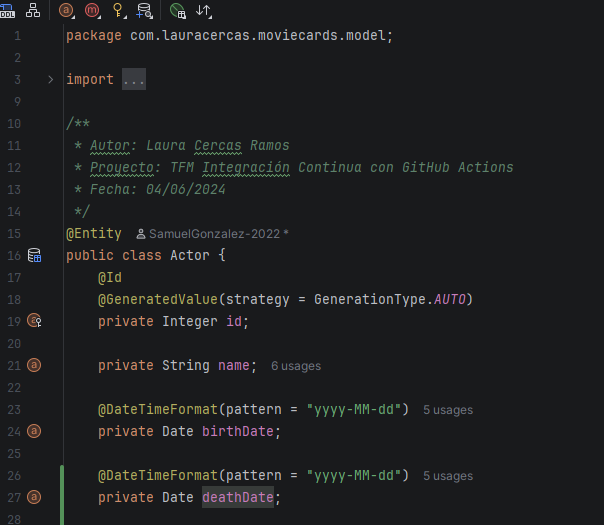 DDL
1 package com.lauracercas.moviecards.model;
2
3 import ...
9
10 /**
11 * Autor: Laura Cercas Ramos
12 * Proyecto: TFM Integración Continua con GitHub Actions
13 * Fecha: 04/06/2024
14 */
15 @Entity SamuelGonzalez-2022 *
16 public class Actor {
17 @Id
18 @GeneratedValue(strategy = GenerationType.AUTO)
19 private Integer id;
20
21 private String name; 6 usages
22
23 @DateTimeFormat(pattern = "yyyy-MM-dd") 5 usages
24 private Date birthDate;
25
26 @DateTimeFormat(pattern = "yyyy-MM-dd") 5 usages
27 private Date deathDate;
28